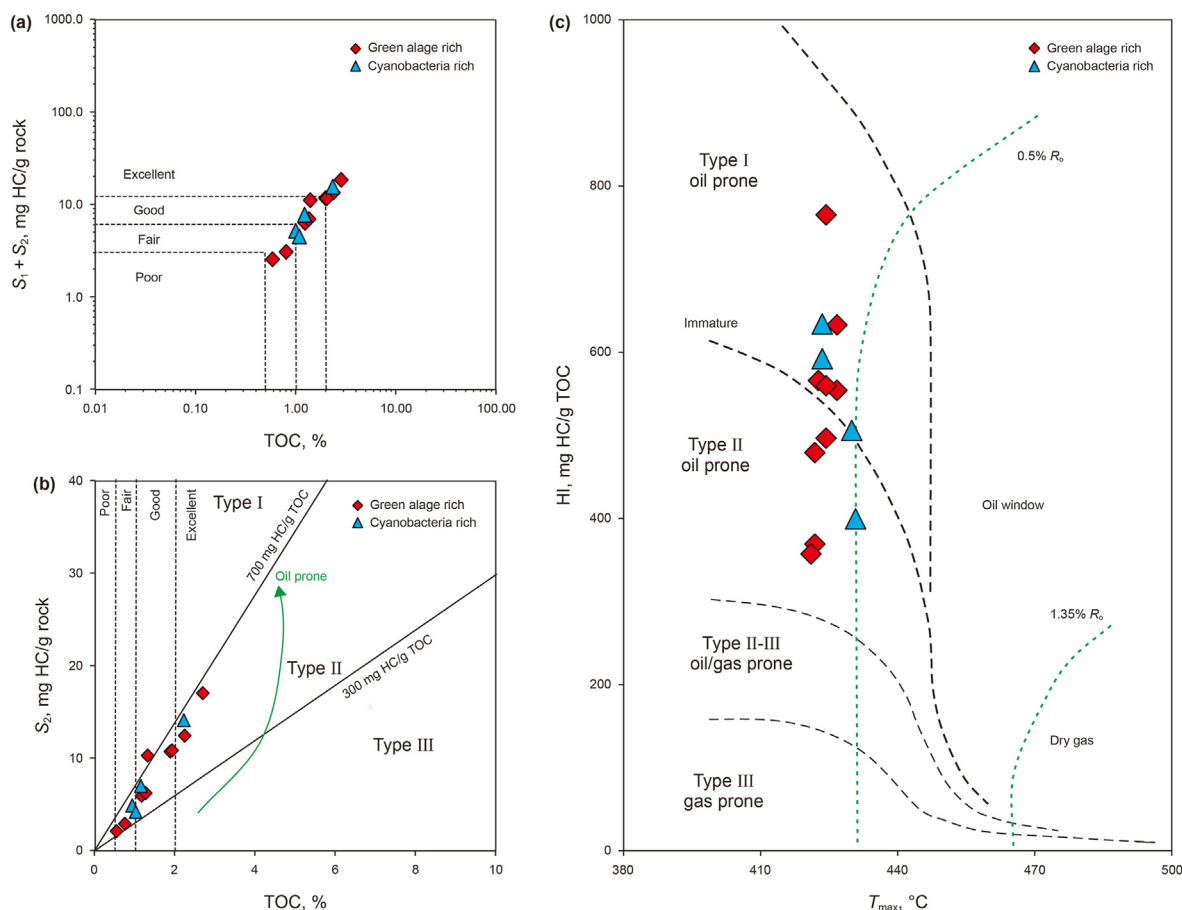 (a)
1000.0
100.0
10.0
1.0
0.1
S₁ + S₂, mg HC/g rock
Green alage rich
Cyanobacteria rich
Excellent
Good
Fair
Poor
0.01
0.10
1.00
10.00
100.00
TOC, %
(b)
40
30
20
10
0
S₂, mg HC/g rock
Poor
Fair
Good
Excellent
Type I
Green alage rich
Cyanobacteria rich
700 mg HC/g TOC
Oil prone
Type II
300 mg HC/g TOC
Type III
0
2
4
6
8
10
TOC, %
(c)
1000
800
600
400
200
0
HI, mg HC/g TOC
Green alage rich
Cyanobacteria rich
0.5% Rₒ
Type I
oil prone
Immature
Type II
oil prone
Oil window
1.35% Rₒ
Type II-III
oil/gas prone
Dry gas
Type III
gas prone
380
410
440
470
500
Tmax, °C